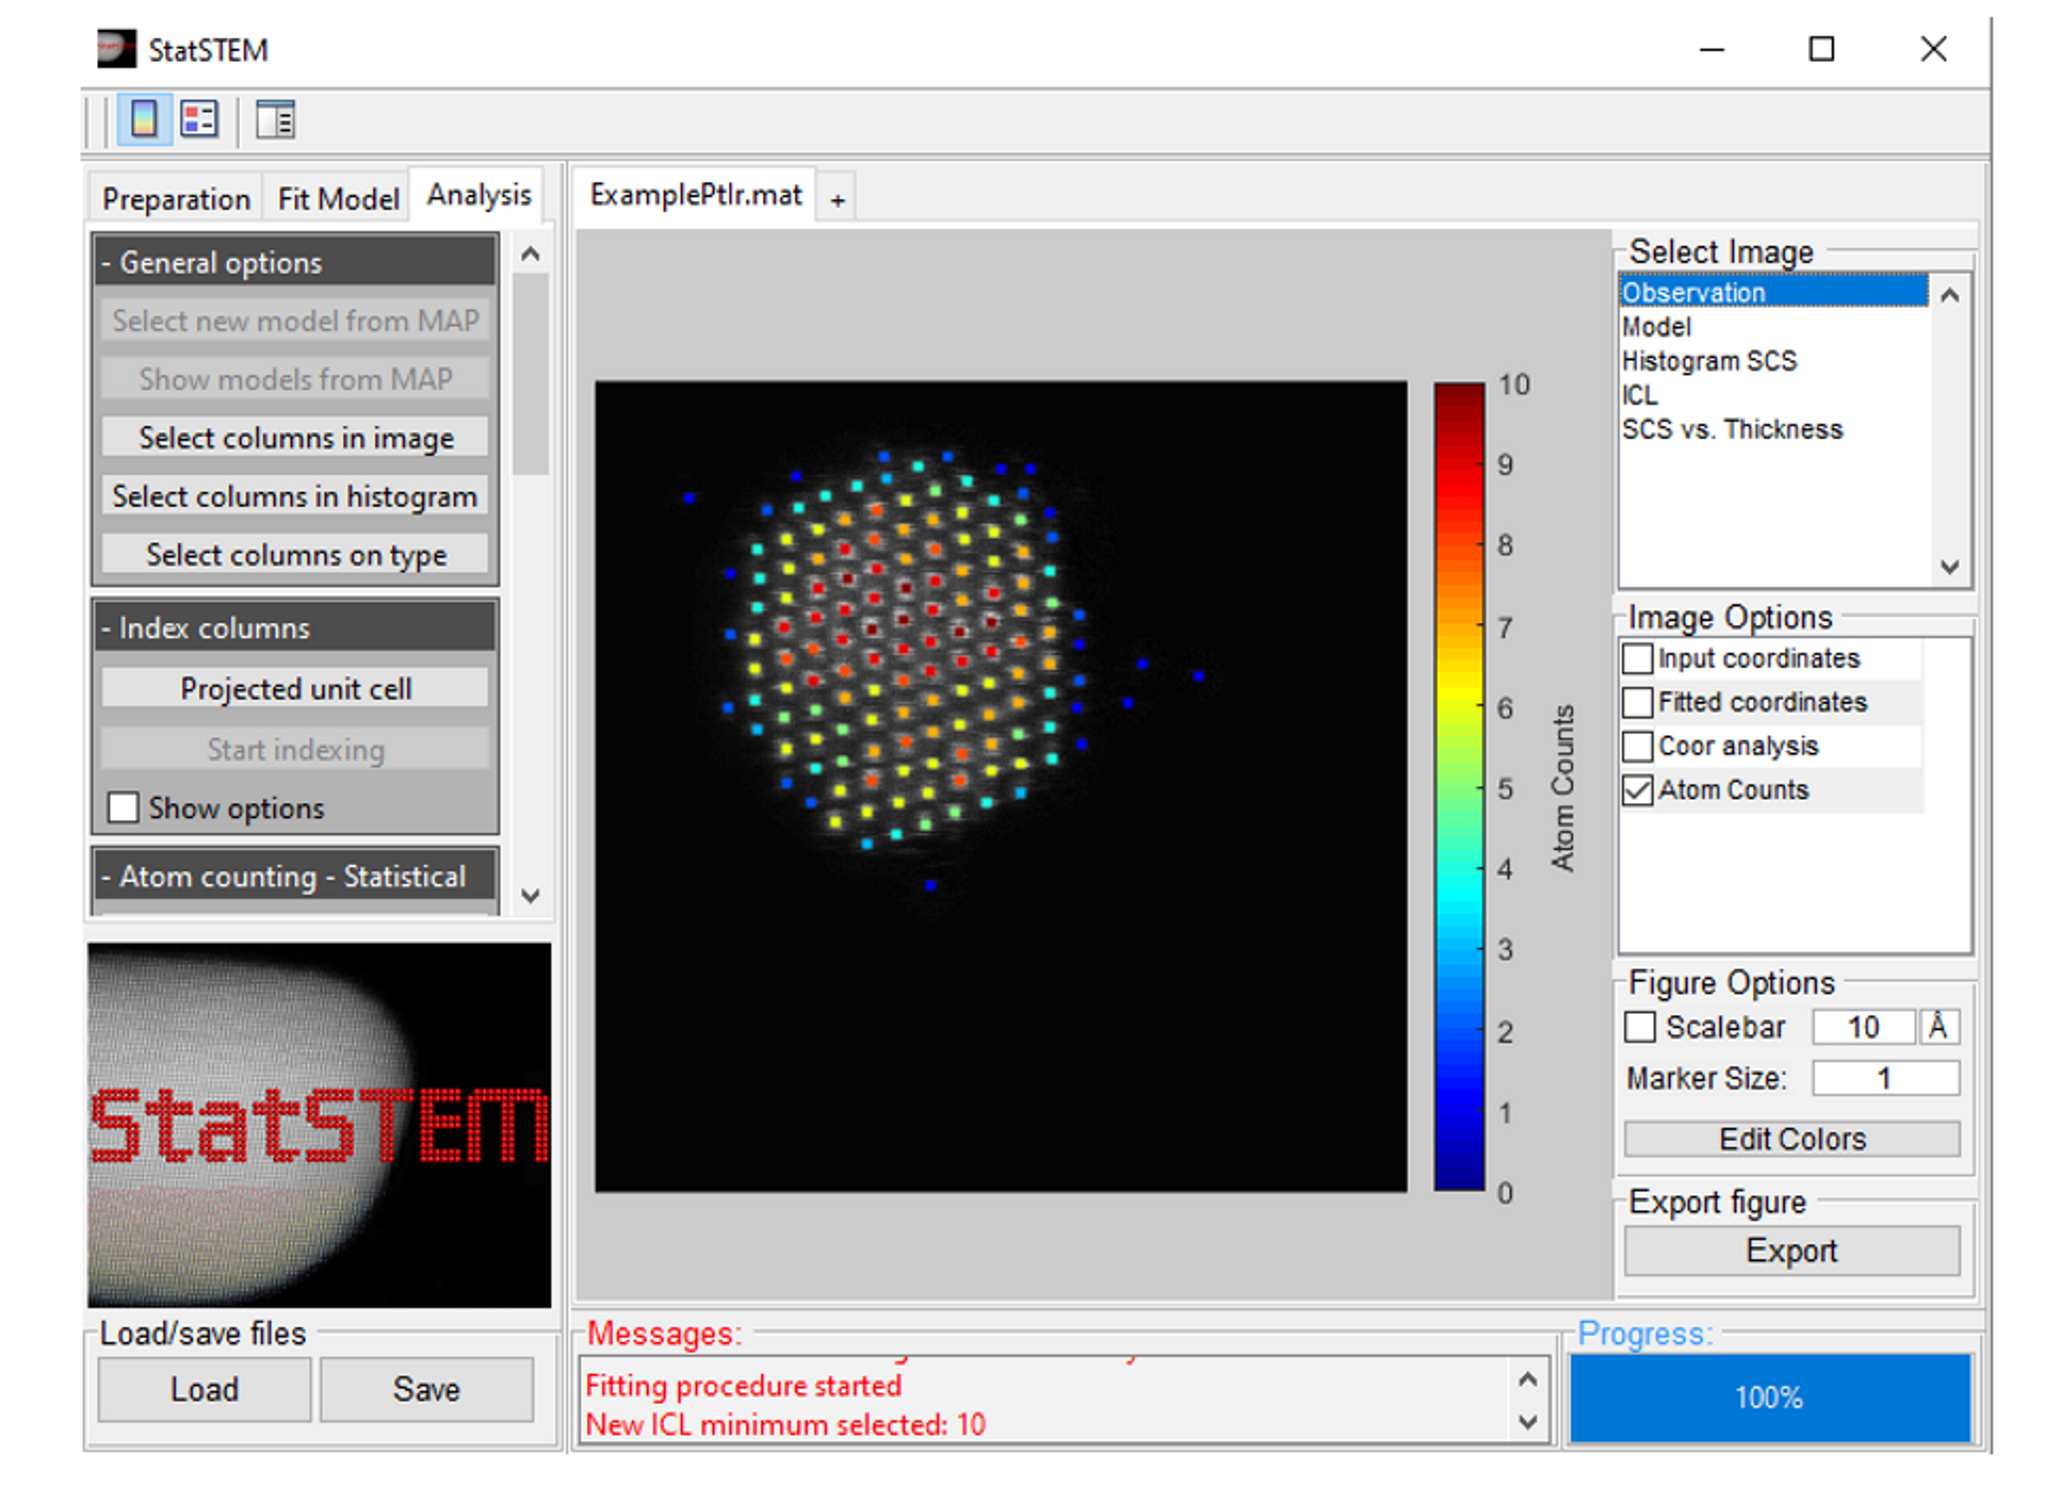 StatSTEM
Preparation
Fit Model
Analysis
ExamplePtIr.mat
+
- General options
Select new model from MAP
Show models from MAP
Select columns in image
Select columns in histogram
Select columns on type
- Index columns
Projected unit cell
Start indexing
Show options
- Atom counting - Statistical
StatSTEM
Load/save files
Load
Save
10
9
8
7
6
5
4
3
2
1
0
Atom Counts
Select Image
Observation
Model
Histogram SCS
ICL
SCS vs. Thickness
Image Options
Input coordinates
Fitted coordinates
Coor analysis
Atom Counts
Figure Options
Scalebar 10 Å
Marker Size: 1
Edit Colors
Export figure
Export
Messages:
Fitting procedure started
New ICL minimum selected: 10
Progress:
100%